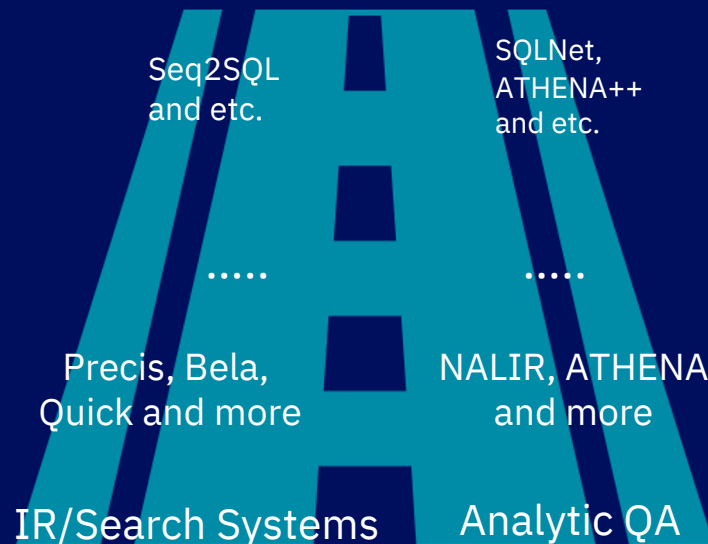 Seq2SQL
and etc.
SQLNet,
ATHENA++
and etc.
.....
.....
Precis, Bela,
Quick and more
NALIR, ATHENA
and more
IR/Search Systems
Analytic QA